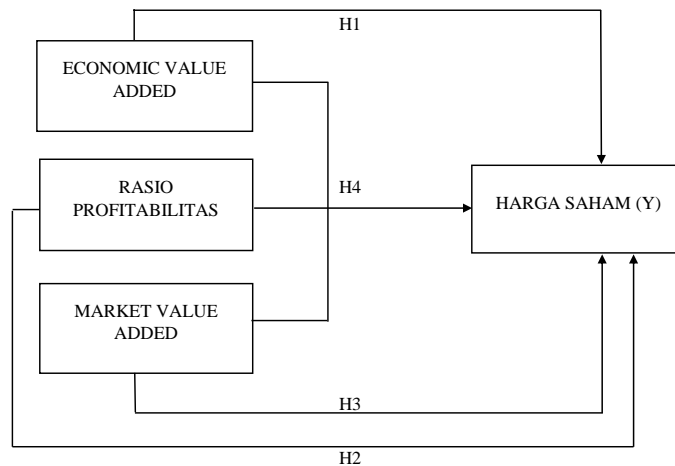 H1
ECONOMIC VALUE
ADDED
RASIO
PROFITABILITAS
H4
HARGA SAHAM (Y)
MARKET VALUE
ADDED
H3
H2